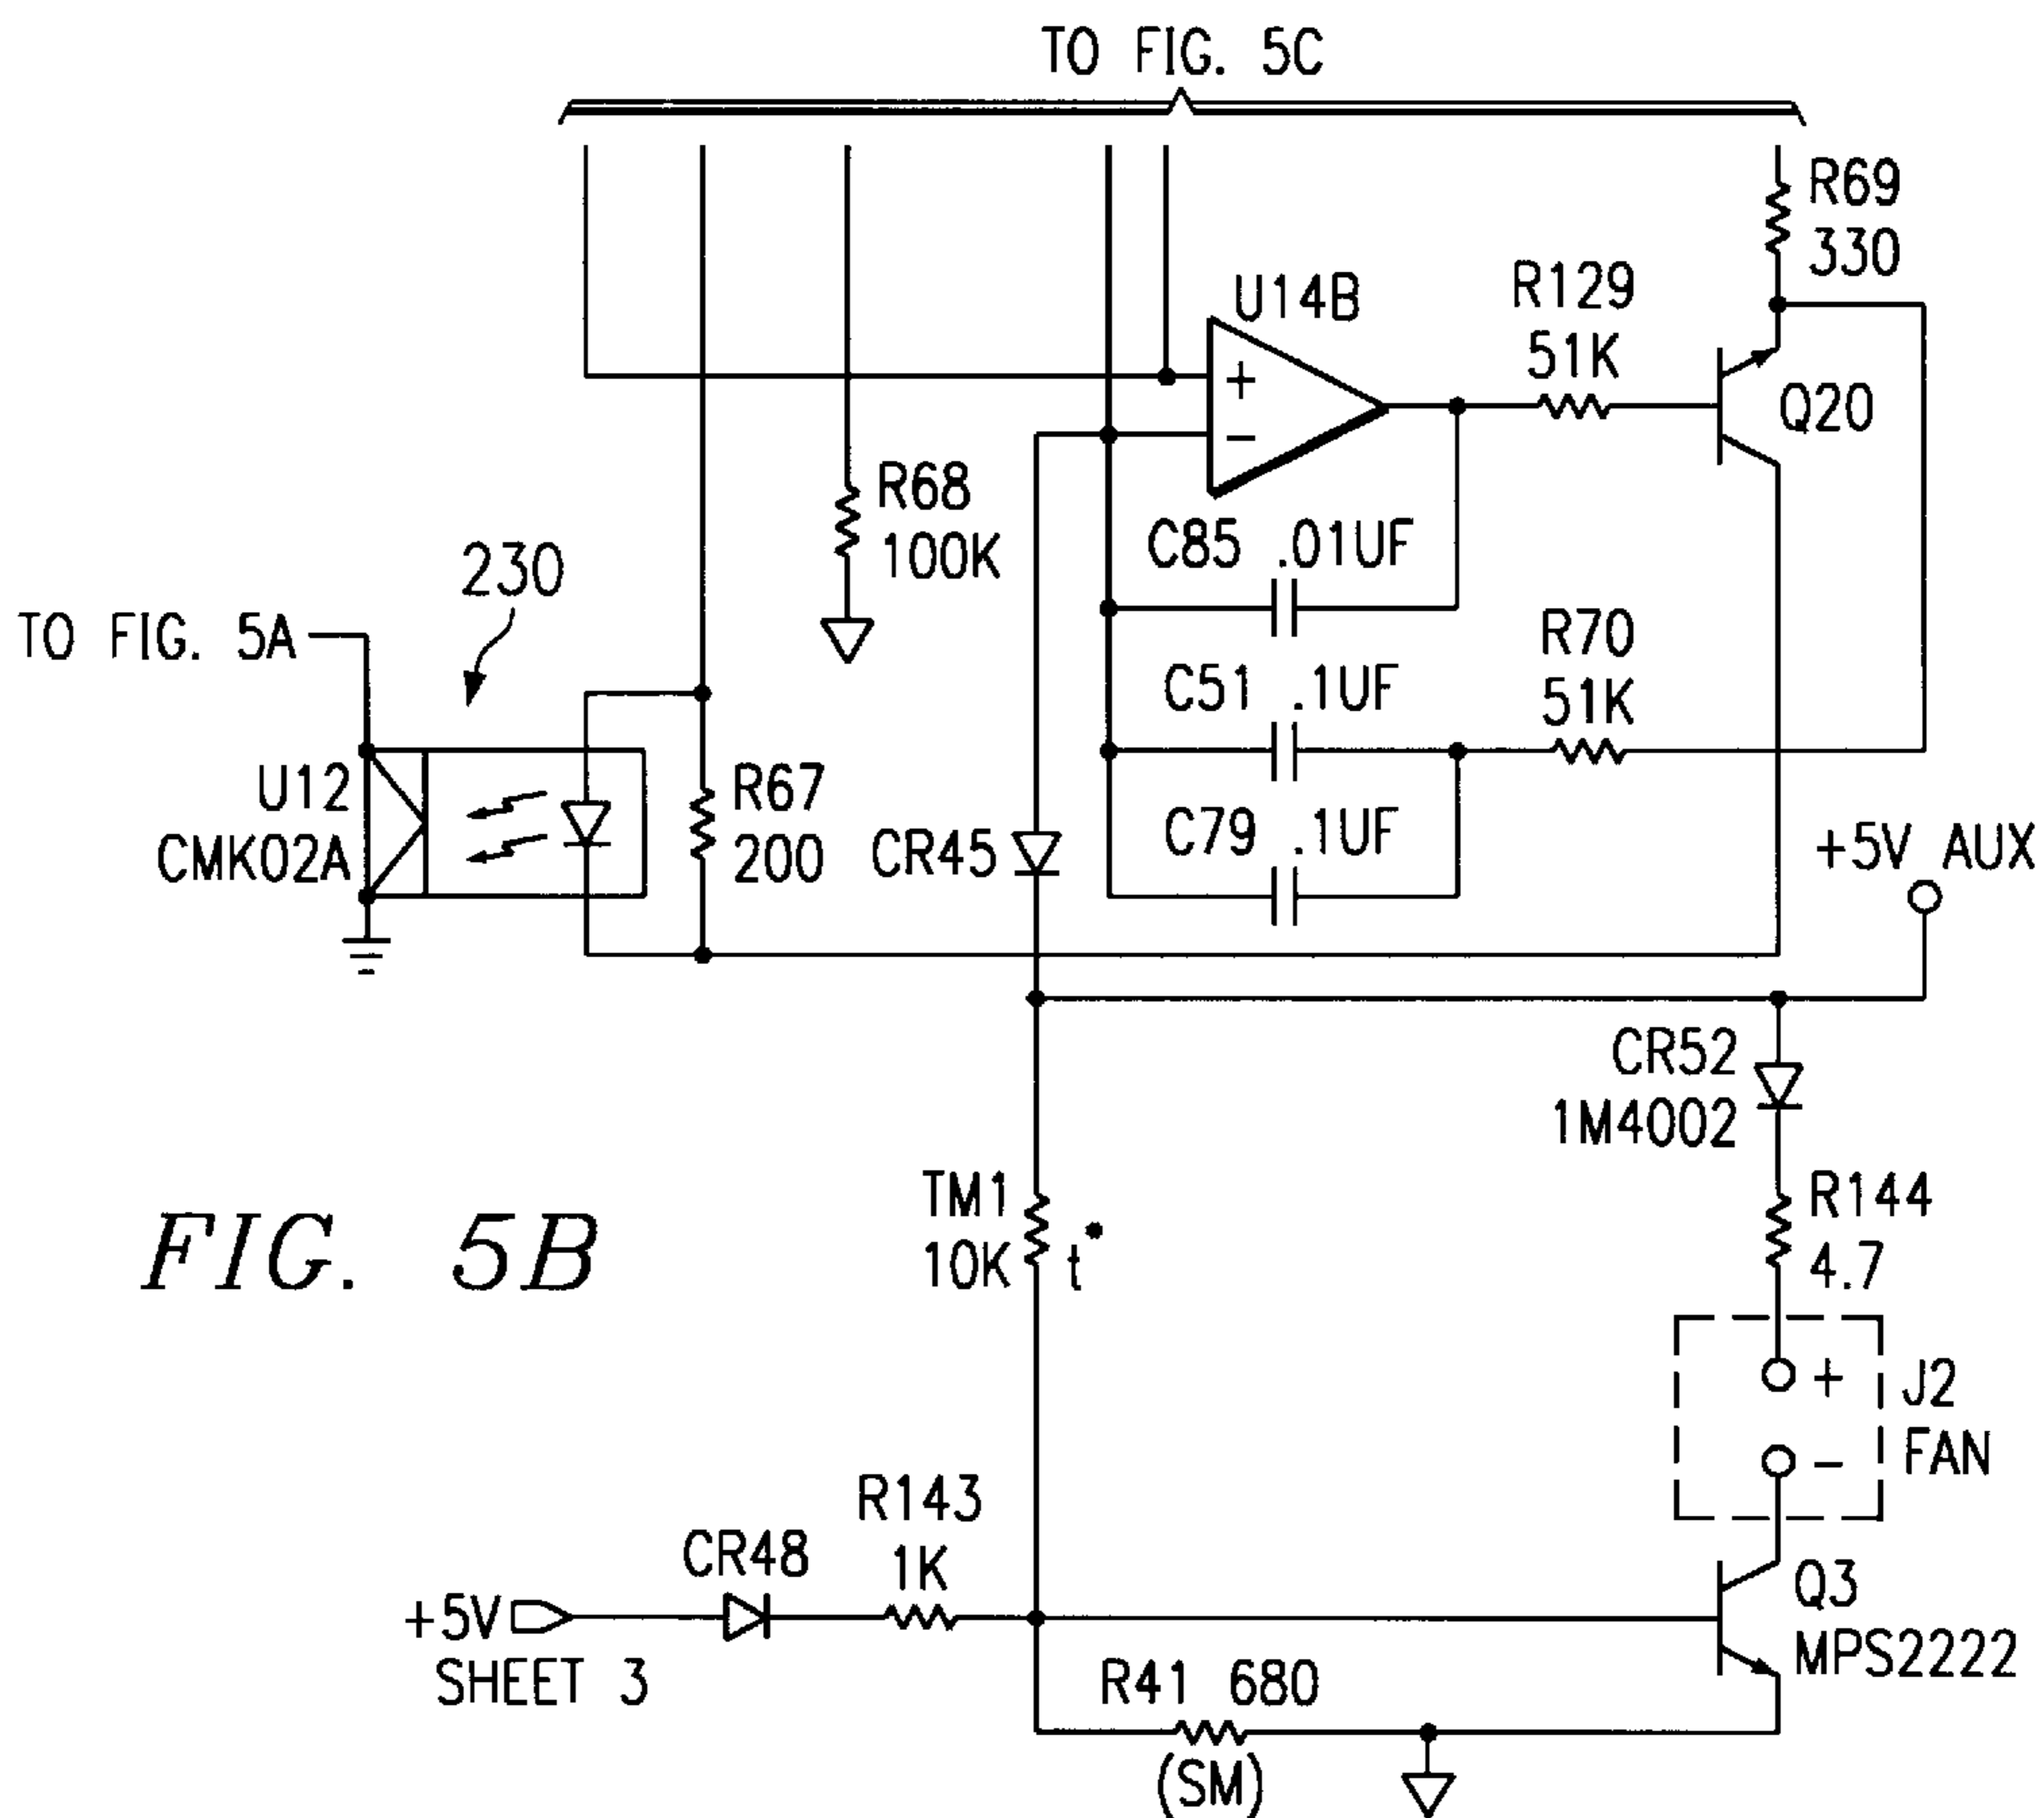 TO FIG. 5C
R69
330
U14B
R129
51K
+
-
Q20
R68
100K
C85 .01UF
230
TO FIG. 5A
R70
51K
C51 .1UF
U12
CMK02A
R67
200
CR45
C79 .1UF
+5V AUX
CR52
1M4002
TM1
10K t°
R144
4.7
FIG. 5B
+
-
J2
FAN
R143
1K
CR48
+5V
SHEET 3
Q3
MPS2222
R41 680
(SM)